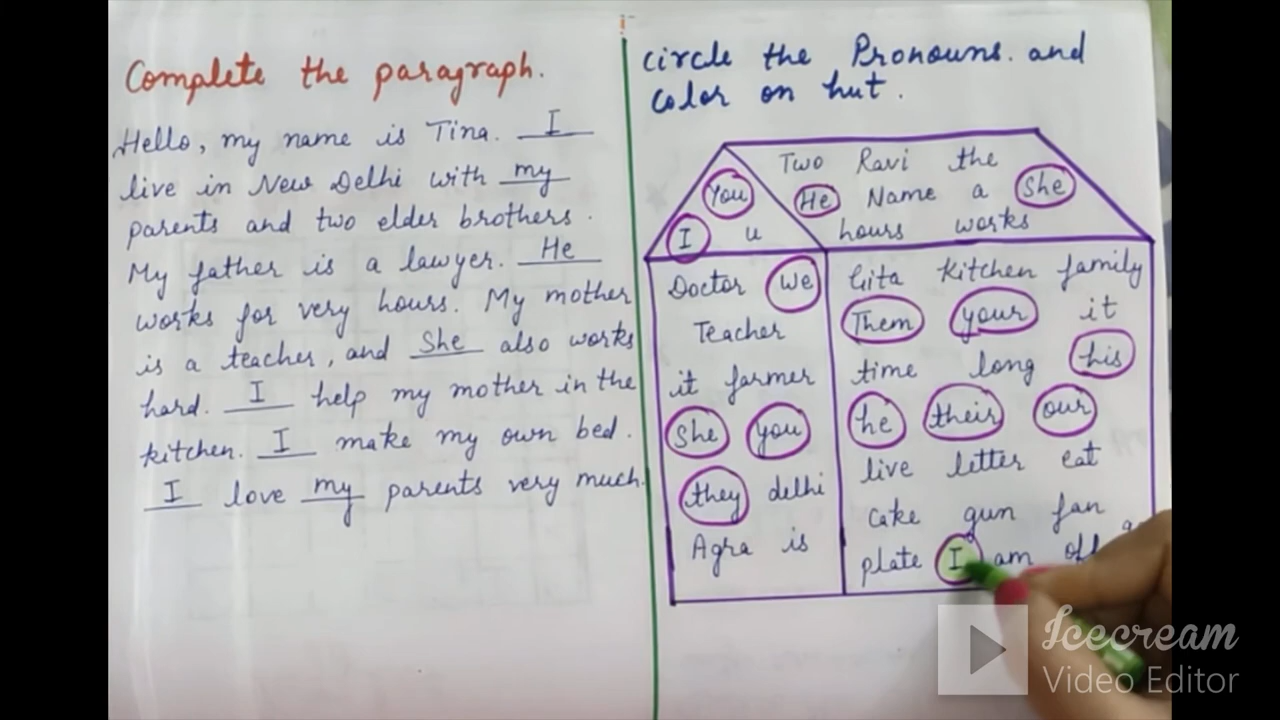 Complete the paragraph.
Hello, my name is Tina. I
live in New Delhi with my
parents and two elder brothers.
My father is a lawyer. He
works for very hours. My mother
is a teacher, and She also works
hard. I help my mother in the
kitchen. I make my own bed.
I love my parents very much.
circle the Pronouns. and
color on hut.
Two Ravi the
You He Name a She
I u hours works
Doctor we
Teacher
it farmer
She you
they delhi
Agra is
Gita kitchen family
Them your it
time long his
he their our
live letter eat
cake gun fan
plate I am
Icecream
Video Editor